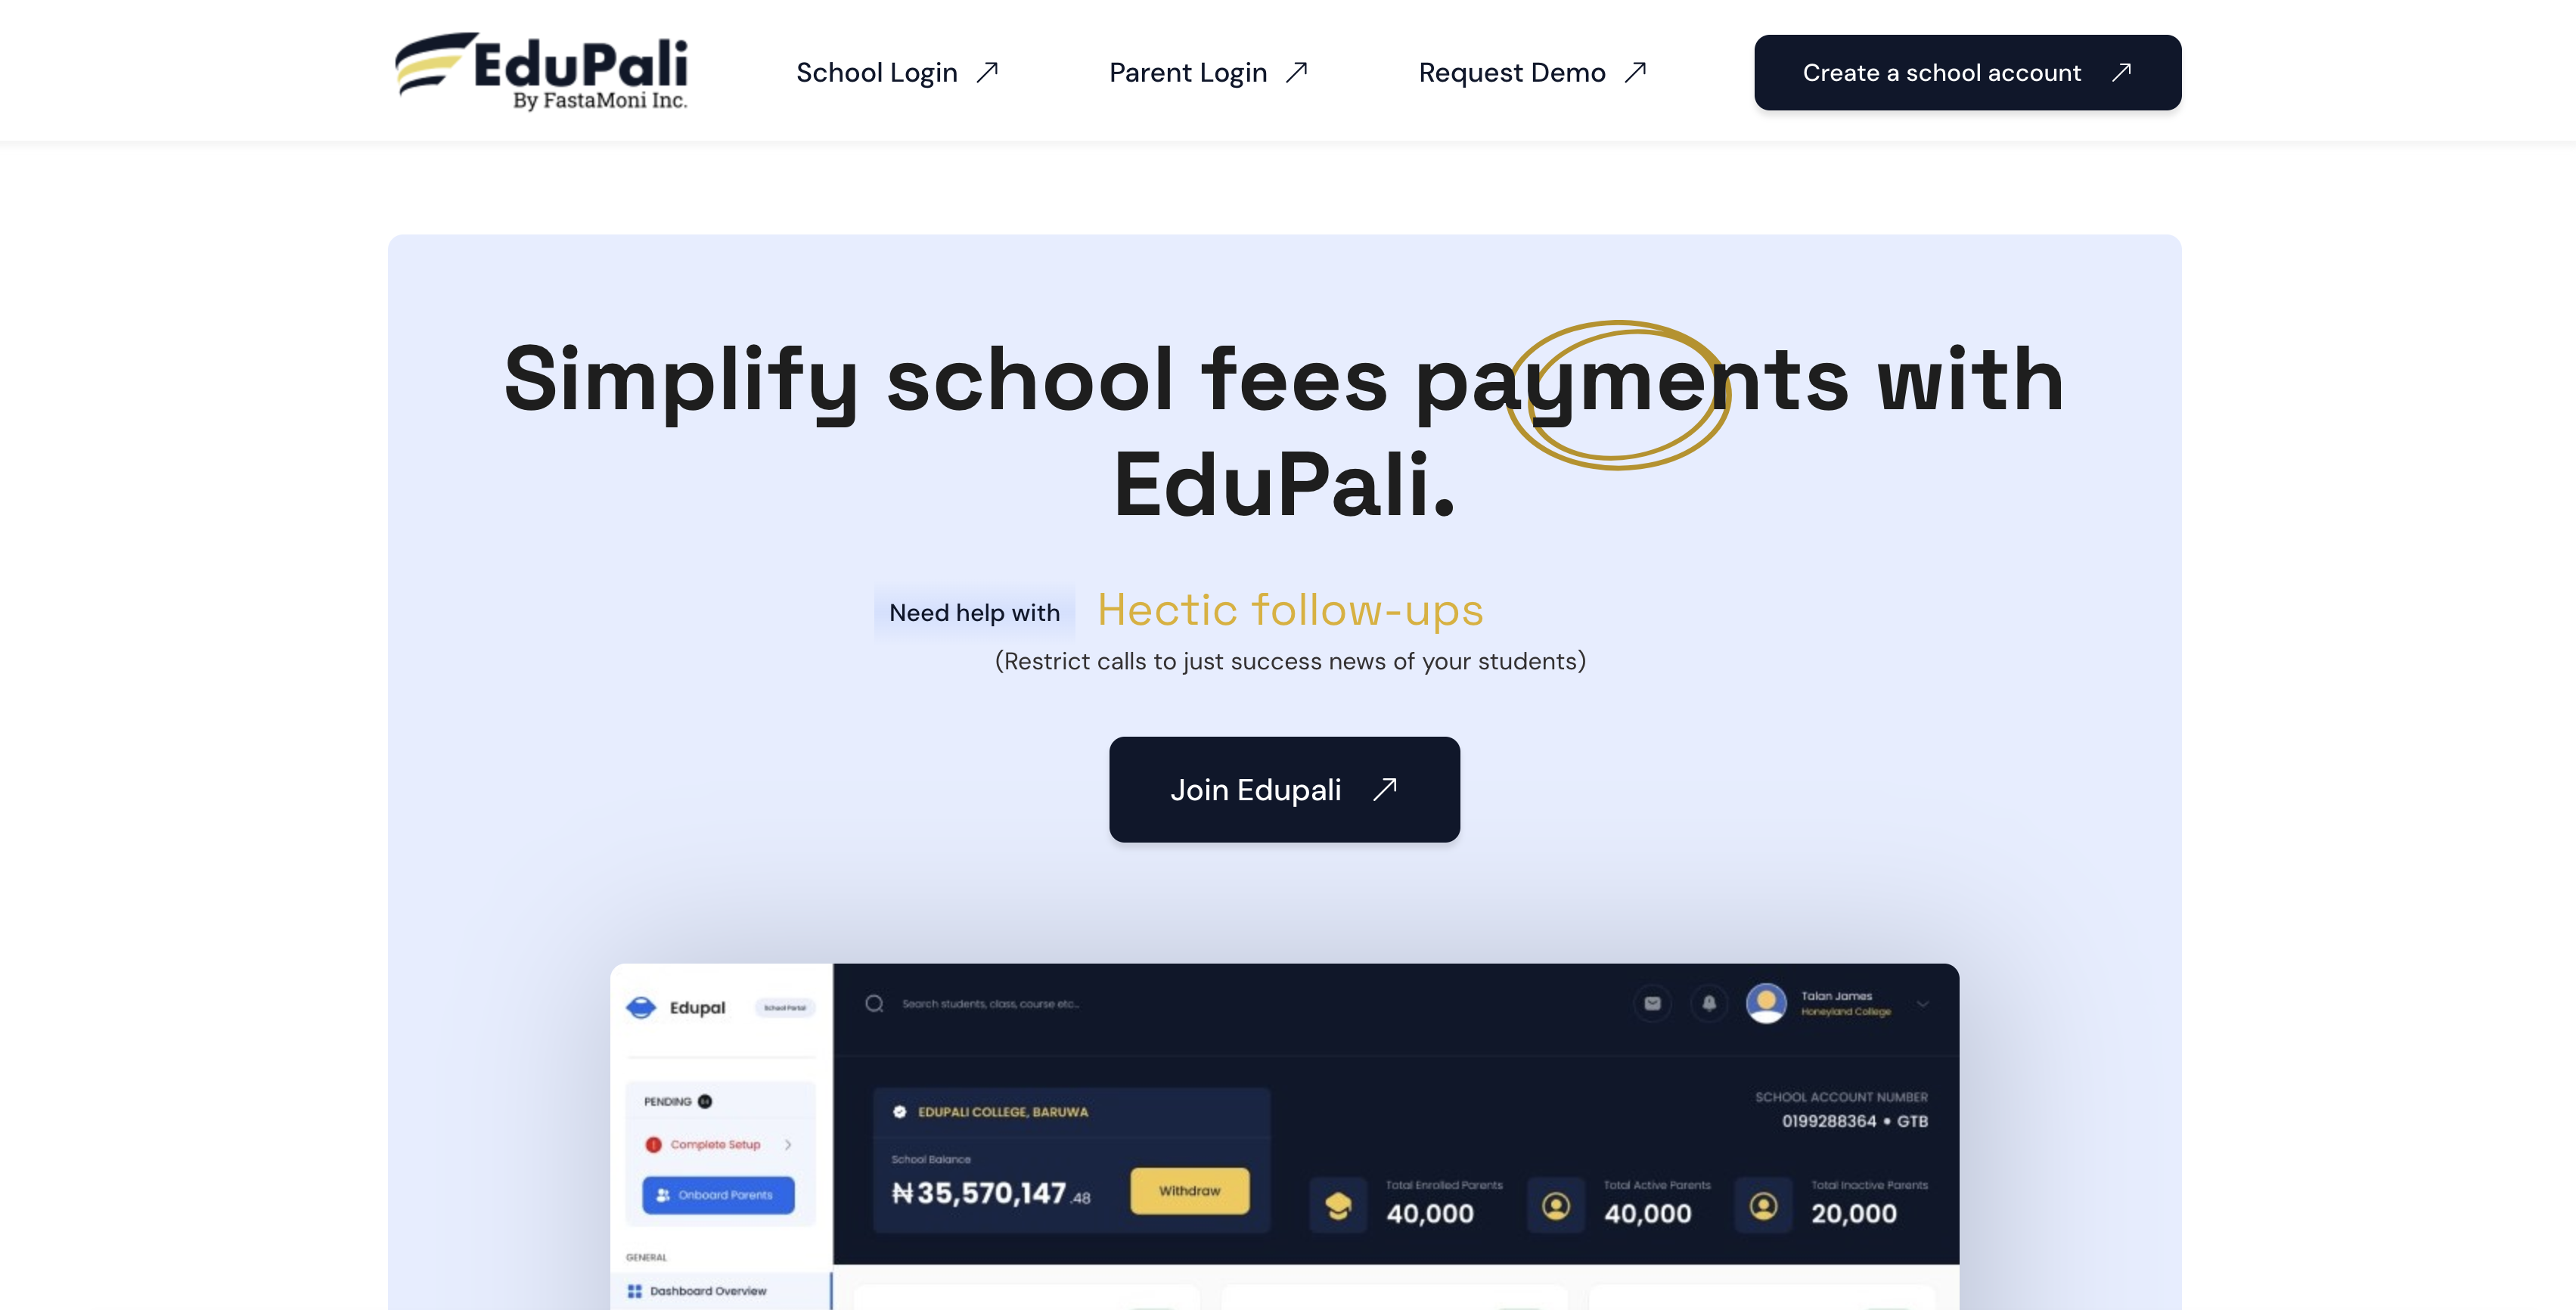 EduPali
By FastaMoni Inc.
School Login
Parent Login
Request Demo
Create a school account
Simplify school fees payments with
EduPali.
Need help with Hectic follow-ups
(Restrict calls to just success news of your students)
Join Edupali
Edupal
School Portal
Search students, class, course etc...
Talan James
Honeyland College
PENDING
Complete Setup
Onboard Parents
GENERAL
Dashboard Overview
EDUPALI COLLEGE, BARUWA
School Balance
₦35,570,147.48
Withdraw
SCHOOL ACCOUNT NUMBER
0199288364 • GTB
Total Enrolled Parents
40,000
Total Active Parents
40,000
Total Inactive Parents
20,000